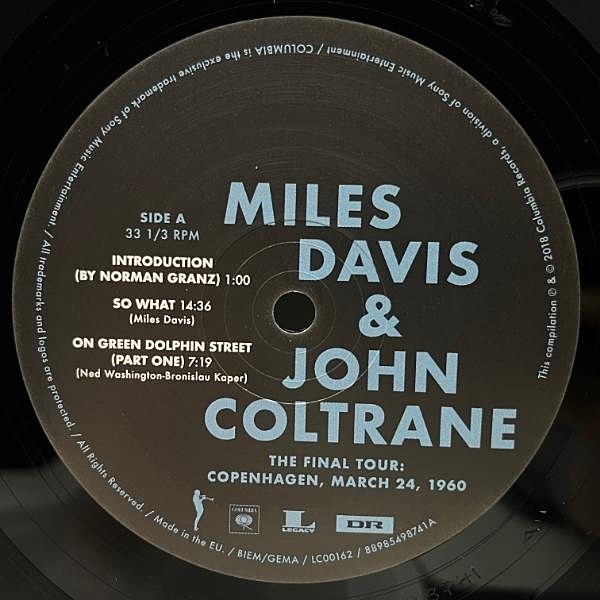 MILES
DAVIS
&
JOHN
COLTRANE
THE FINAL TOUR:
COPENHAGEN, MARCH 24, 1960
SIDE A
33 1/3 RPM
INTRODUCTION
(BY NORMAN GRANZ) 1:00
SO WHAT 14:36
(Miles Davis)
ON GREEN DOLPHIN STREET
(PART ONE) 7:19
(Ned Washington-Bronislau Kaper)
COLUMBIA
L
LEGACY
DR
This compilation ℗ & © 2018 Columbia Records, a division of Sony Music Entertainment / COLUMBIA is the exclusive trademark of Sony Music Entertainment. / All trademarks and logos are protected. / All Rights Reserved. / Made in the EU. / BIEM/GEMA / LC00162 / 88985498741A